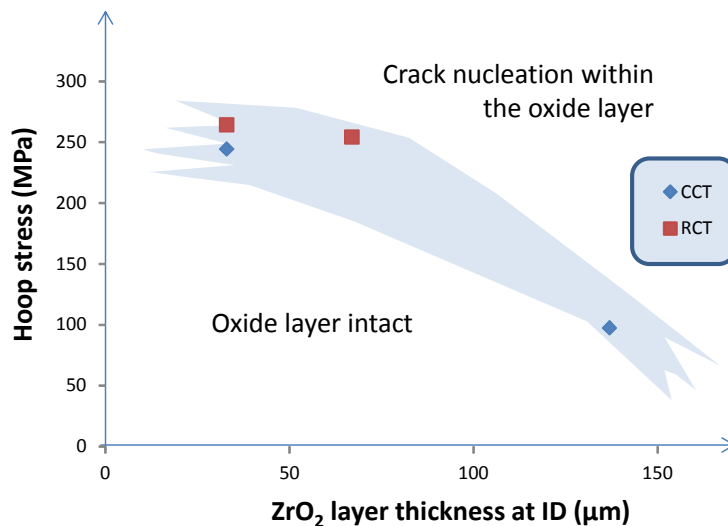 Crack nucleation within
the oxide layer
300
250
200
150
100
50
0
Hoop stress (MPa)
CCT
RCT
Oxide layer intact
0
50
100
150
ZrO₂ layer thickness at ID (µm)